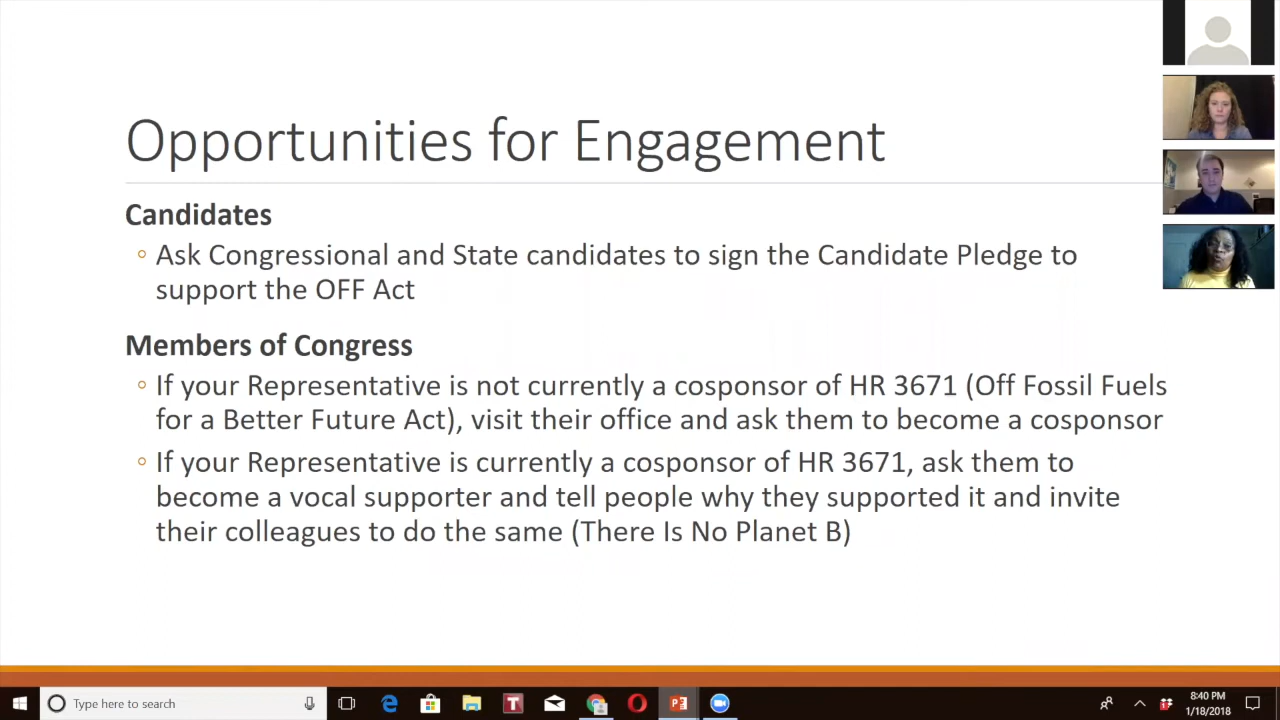 Opportunities for Engagement
Candidates
◦ Ask Congressional and State candidates to sign the Candidate Pledge to
support the OFF Act
Members of Congress
◦ If your Representative is not currently a cosponsor of HR 3671 (Off Fossil Fuels
for a Better Future Act), visit their office and ask them to become a cosponsor
◦ If your Representative is currently a cosponsor of HR 3671, ask them to
become a vocal supporter and tell people why they supported it and invite
their colleagues to do the same (There Is No Planet B)
Type here to search
8:40 PM
1/18/2018